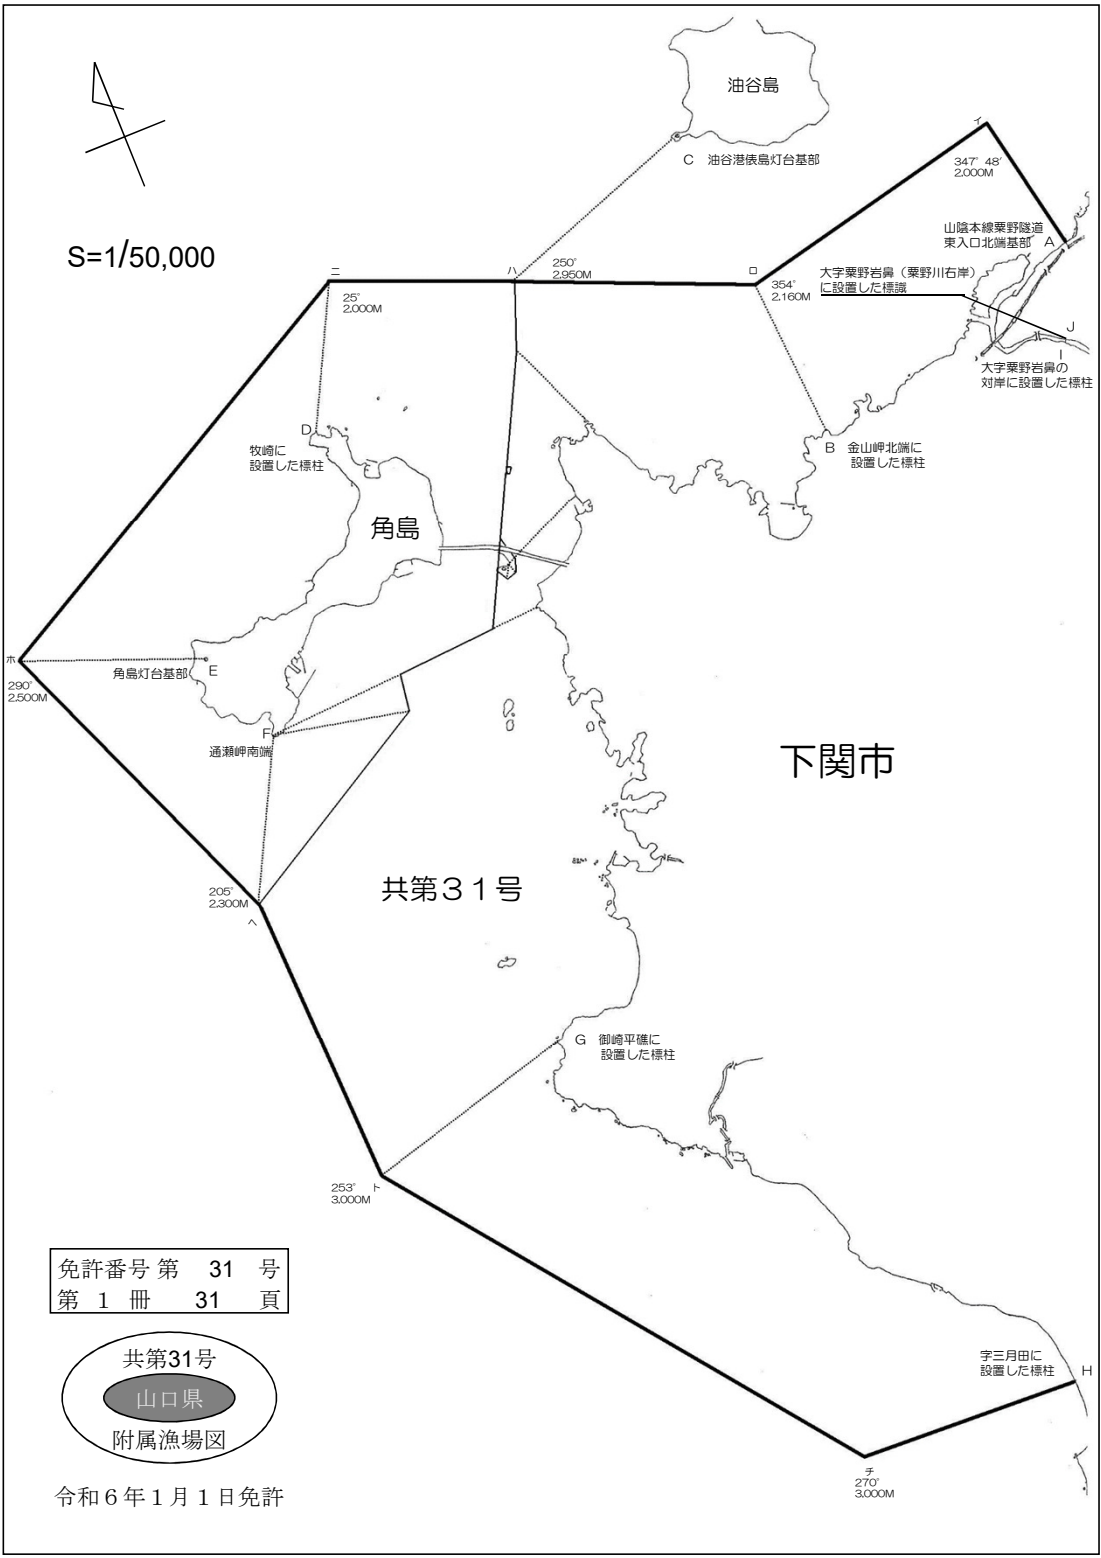 油谷島
C 油谷港俵島灯台基部
イ
347° 48′
2.000M
山陰本線粟野隧道
東入口北端基部 A
S=1/50,000
ニ
ハ
250°
2.950M
ロ
25°
2.000M
354°
2.160M
大字粟野岩鼻（粟野川右岸）
に設置した標識
J
I
大字粟野岩鼻の
対岸に設置した標柱
D
牧崎に
設置した標柱
B 金山岬北端に
設置した標柱
角島
ホ
E
角島灯台基部
290°
2.500M
F
通瀬岬南端
下関市
共第３１号
205°
2.300M
ヘ
G 御崎平礁に
設置した標柱
253° ト
3.000M
免許番号 第 31 号
第 1 冊 31 頁
共第31号
山口県
附属漁場図
令和６年１月１日免許
字三月田に
設置した標柱 H
チ
270°
3.000M